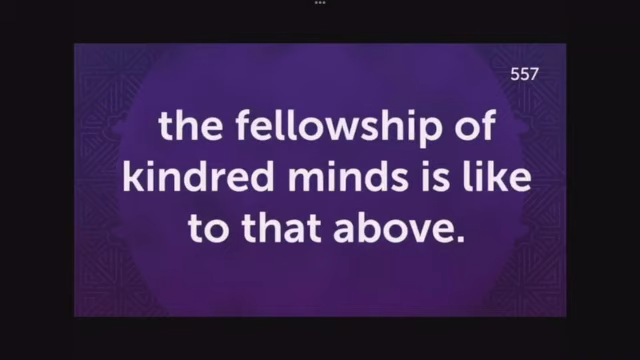 557
the fellowship of
kindred minds is like
to that above.